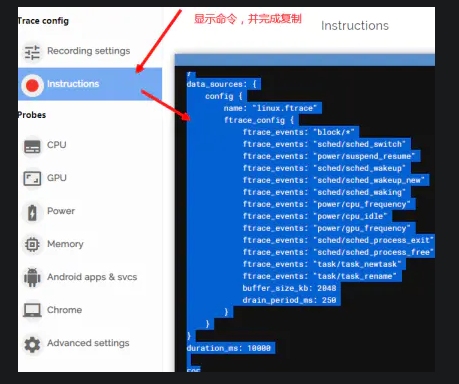 Trace config
显示命令，并完成复制
Instructions
Recording settings
Instructions
Probes
CPU
GPU
Power
Memory
Android apps & svcs
Chrome
Advanced settings
}
data_sources: {
config {
name: "linux.ftrace"
ftrace_config {
ftrace_events: "block/*"
ftrace_events: "sched/sched_switch"
ftrace_events: "power/suspend_resume"
ftrace_events: "sched/sched_wakeup"
ftrace_events: "sched/sched_wakeup_new"
ftrace_events: "sched/sched_waking"
ftrace_events: "power/cpu_frequency"
ftrace_events: "power/cpu_idle"
ftrace_events: "power/gpu_frequency"
ftrace_events: "sched/sched_process_exit"
ftrace_events: "sched/sched_process_free"
ftrace_events: "task/task_newtask"
ftrace_events: "task/task_rename"
buffer_size_kb: 2048
drain_period_ms: 250
}
}
}
duration_ms: 10000